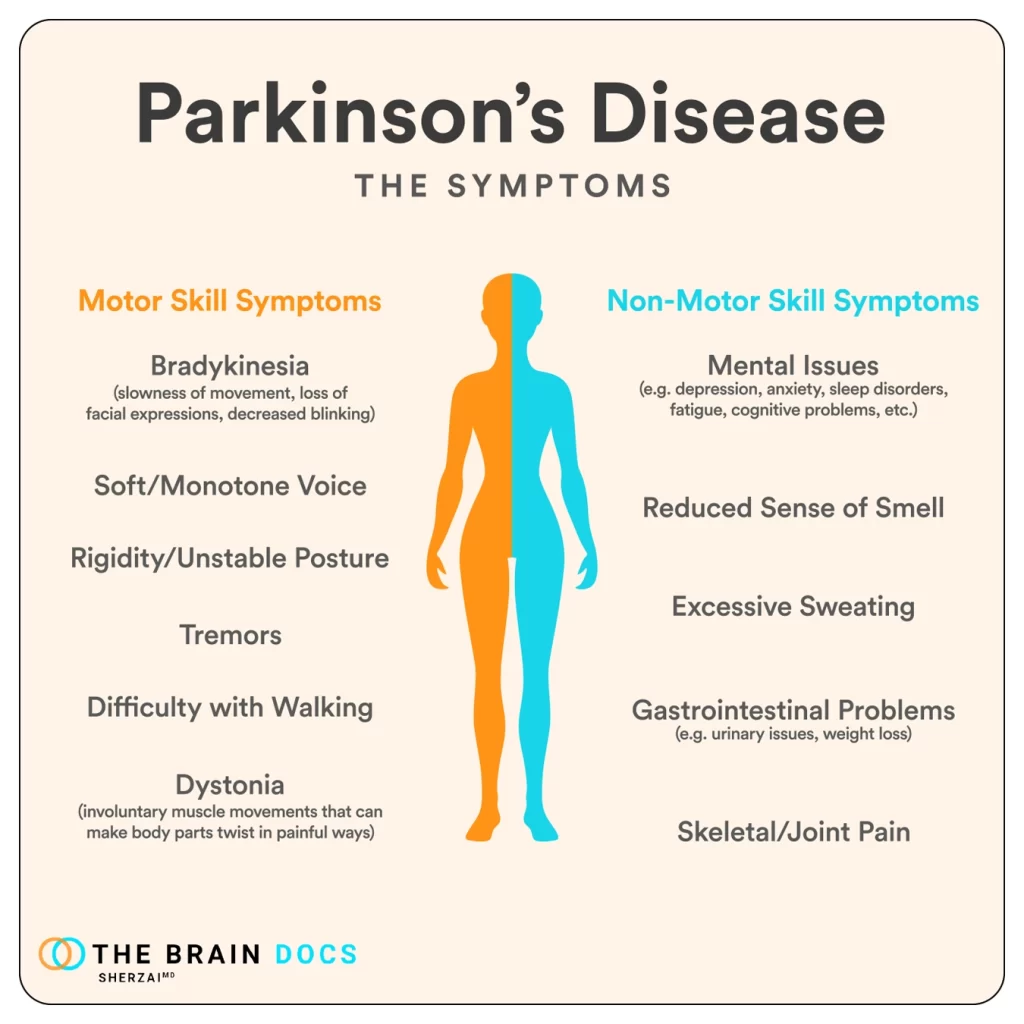 Parkinson’s Disease
THE SYMPTOMS
Motor Skill Symptoms
Bradykinesia
(slowness of movement, loss of
facial expressions, decreased blinking)
Soft/Monotone Voice
Rigidity/Unstable Posture
Tremors
Difficulty with Walking
Dystonia
(involuntary muscle movements that can
make body parts twist in painful ways)
Non-Motor Skill Symptoms
Mental Issues
(e.g. depression, anxiety, sleep disorders,
fatigue, cognitive problems, etc.)
Reduced Sense of Smell
Excessive Sweating
Gastrointestinal Problems
(e.g. urinary issues, weight loss)
Skeletal/Joint Pain
THE BRAIN DOCS
SHERZAI MD